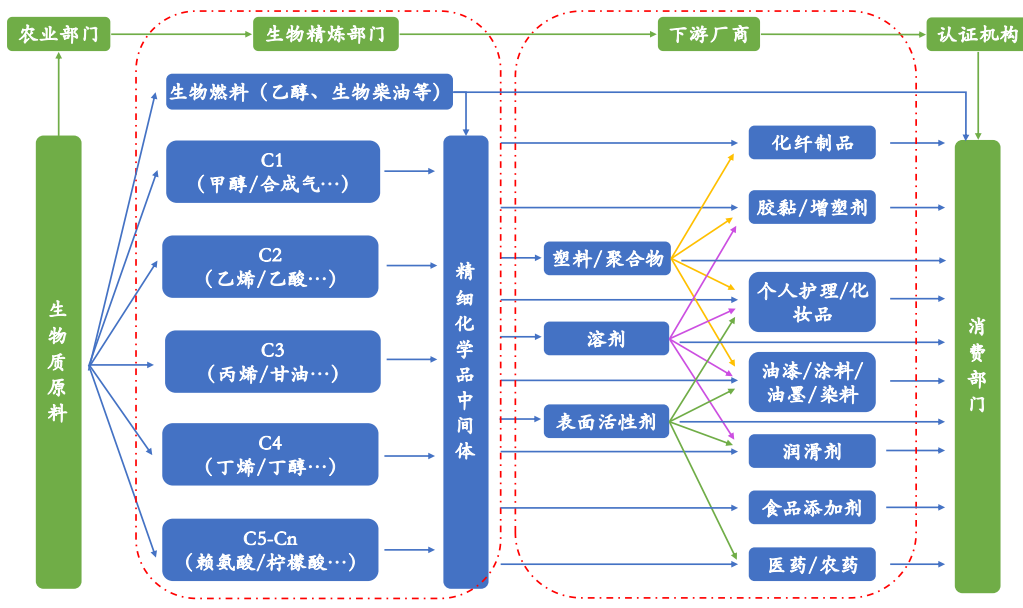 农业部门
生物精炼部门
下游厂商
认证机构
生物燃料（乙醇、生物柴油等）
生物质原料
C1
（甲醇/合成气…）
C2
（乙烯/乙酸…）
C3
（丙烯/甘油…）
C4
（丁烯/丁醇…）
C5-Cn
（赖氨酸/柠檬酸…）
精细化学品中间体
塑料/聚合物
溶剂
表面活性剂
化纤制品
胶黏/增塑剂
个人护理/化
妆品
油漆/涂料/
油墨/染料
润滑剂
食品添加剂
医药/农药
消费部门